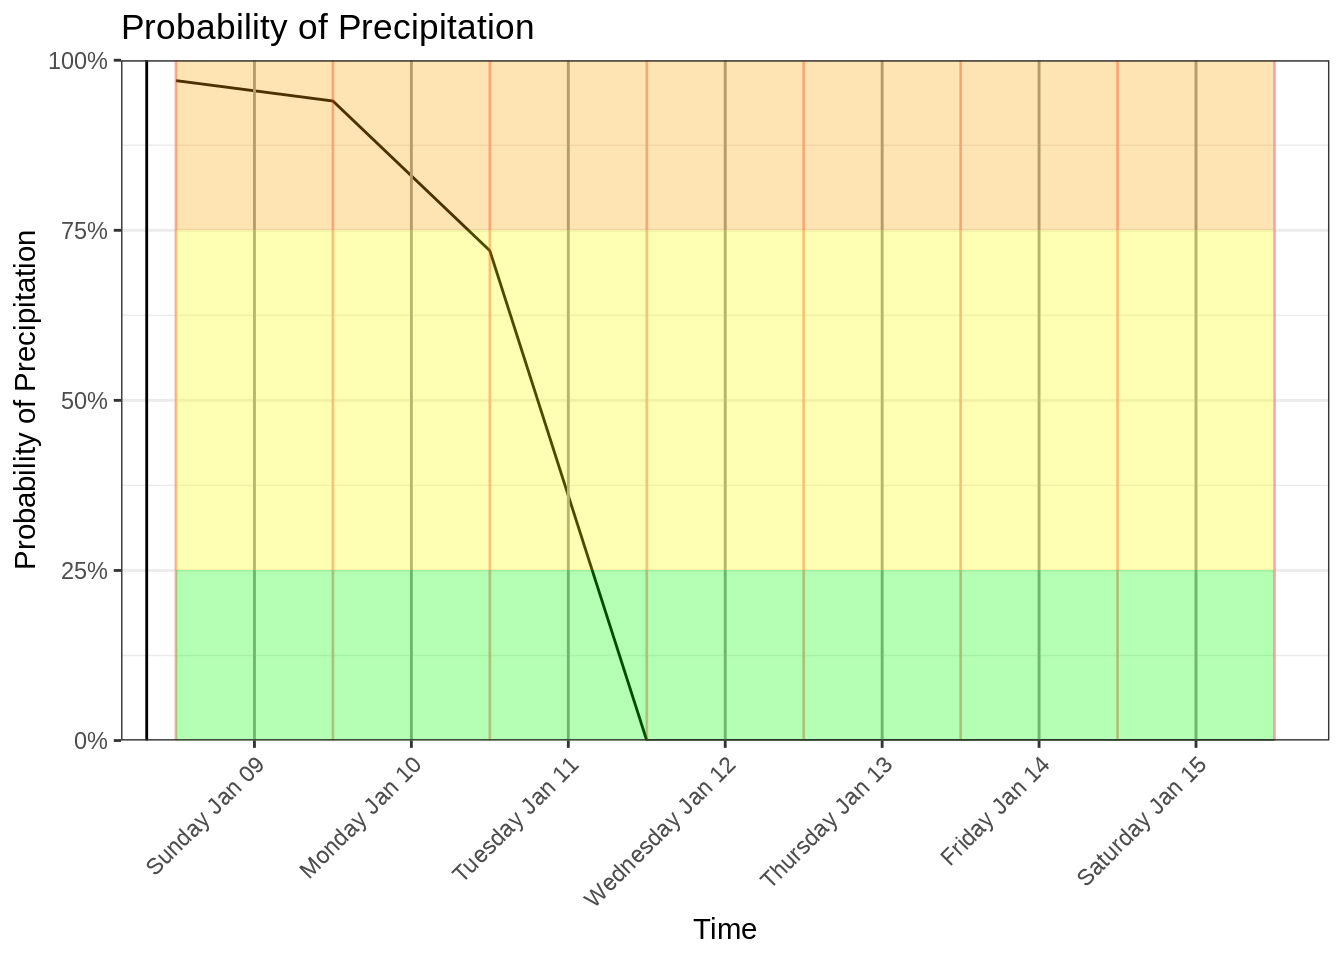 Probability of Precipitation
Probability of Precipitation
100%
75%
50%
25%
0%
Sunday Jan 09
Monday Jan 10
Tuesday Jan 11
Wednesday Jan 12
Thursday Jan 13
Friday Jan 14
Saturday Jan 15
Time